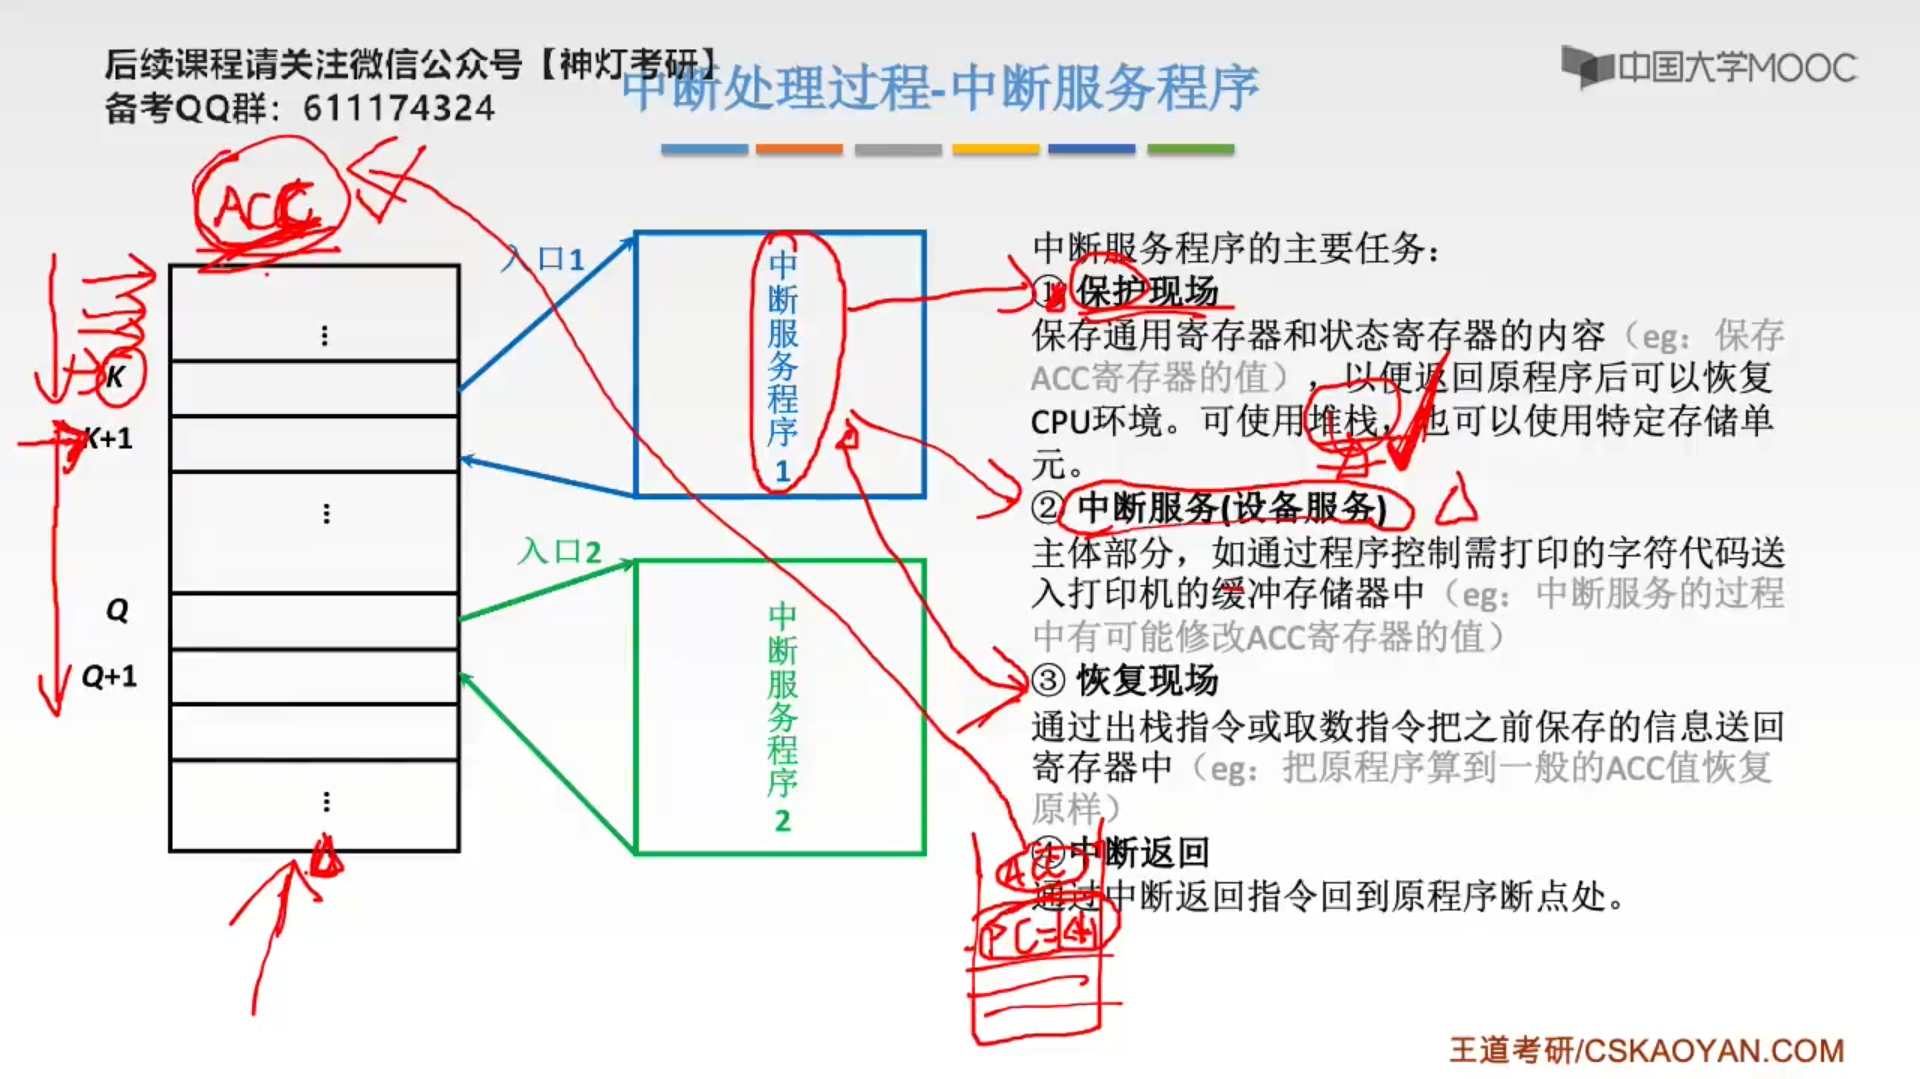 后续课程请关注微信公众号【神灯考研】
备考QQ群：611174324
中断处理过程-中断服务程序
中国大学MOOC
ACC
⋮
K
K+1
⋮
Q
Q+1
⋮
入口1
中断服务程序1
入口2
中断服务程序2
中断服务程序的主要任务：
① 保护现场
保存通用寄存器和状态寄存器的内容（eg：保存
ACC寄存器的值），以便返回原程序后可以恢复
CPU环境。可使用堆栈，也可以使用特定存储单
元。
② 中断服务(设备服务)
主体部分，如通过程序控制需打印的字符代码送
入打印机的缓冲存储器中（eg：中断服务的过程
中有可能修改ACC寄存器的值）
③ 恢复现场
通过出栈指令或取数指令把之前保存的信息送回
寄存器中（eg：把原程序算到一般的ACC值恢复
原样）
④中断返回
通过中断返回指令回到原程序断点处。
ACC
PC=
王道考研/CSKAOYAN.COM